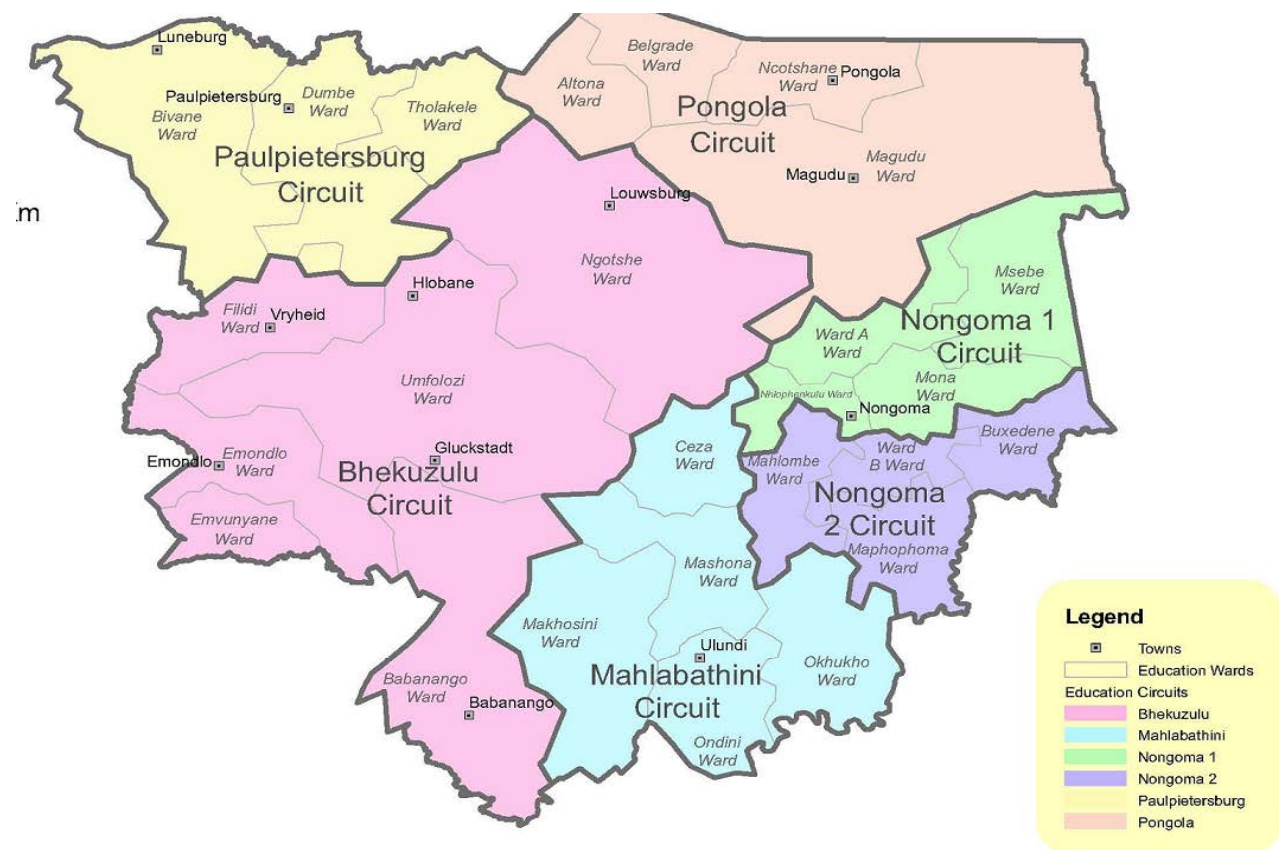 Luneburg
Paulpietersburg
Bivane
Ward
Dumbe
Ward
Tholakele
Ward
Paulpietersburg
Circuit
Altona
Ward
Belgrade
Ward
Ncotshane
Ward
Pongola
Pongola
Circuit
Magudu
Magudu
Ward
.m
Louwsburg
Ngotshe
Ward
Hlobane
Filidi
Ward
Vryheid
Umfolozi
Ward
Gluckstadt
Emondlo
Emondlo
Ward
Bhekuzulu
Circuit
Emvunyane
Ward
Babanango
Ward
Babanango
Msebe
Ward
Ward A
Ward
Nongoma 1
Circuit
Mona
Ward
Nhlophenkulu Ward
Nongoma
Ceza
Ward
Mahlombe
Ward
Ward
B Ward
Buxedene
Ward
Nongoma
2 Circuit
Maphophoma
Ward
Mashona
Ward
Makhosini
Ward
Ulundi
Okhukho
Ward
Mahlabathini
Circuit
Ondini
Ward
Legend
Towns
Education Wards
Education Circuits
Bhekuzulu
Mahlabathini
Nongoma 1
Nongoma 2
Paulpietersburg
Pongola